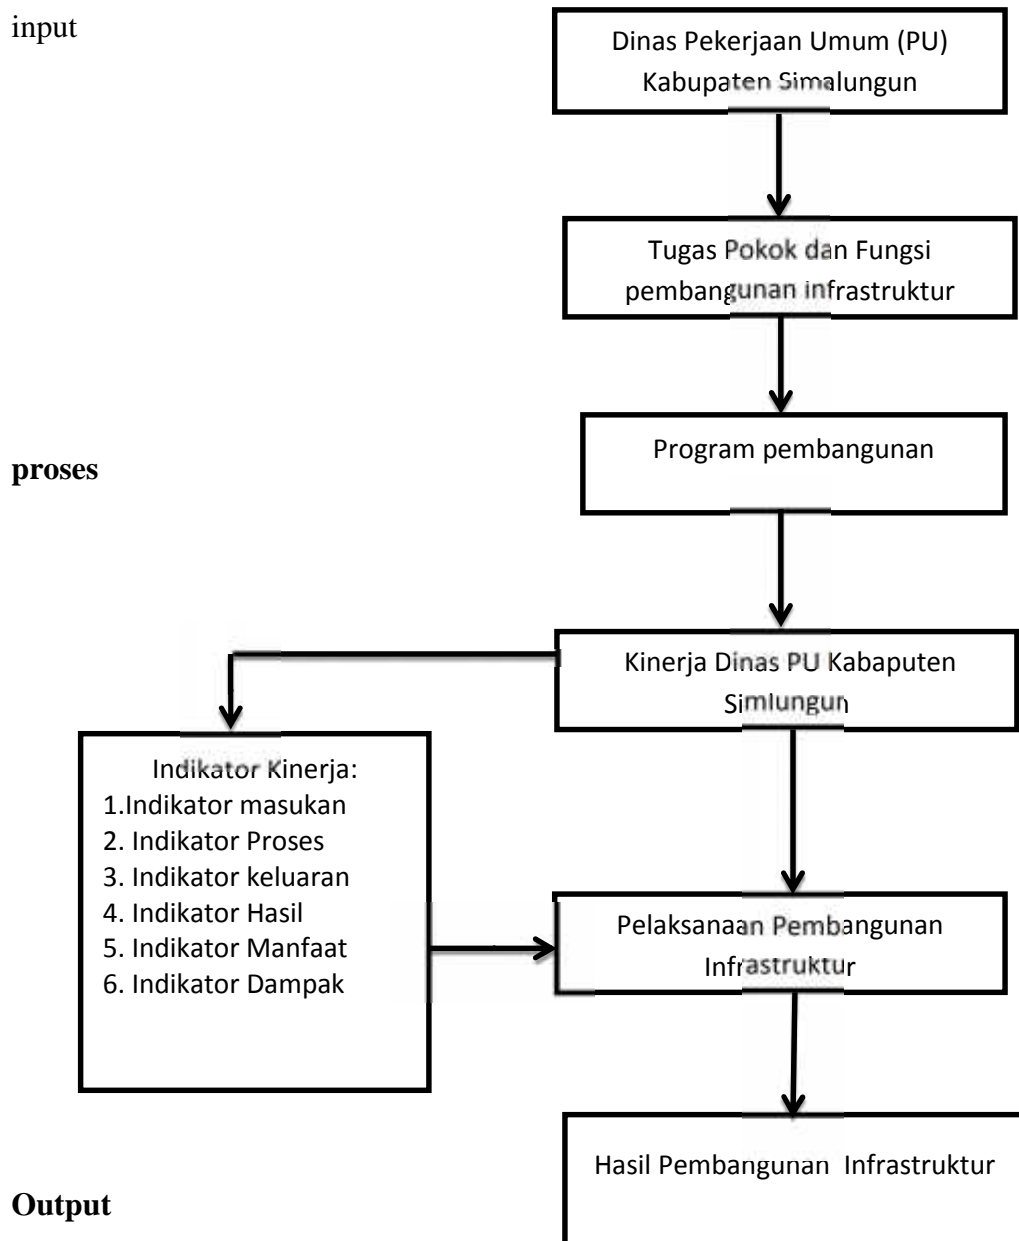 input
Dinas Pekerjaan Umum (PU)
Kabupaten Simalungun
Tugas Pokok dan Fungsi
pembangunan infrastruktur
Program pembangunan
proses
Kinerja Dinas PU Kabaputen
Simlungun
Indikator Kinerja:
1.Indikator masukan
2. Indikator Proses
3. Indikator keluaran
4. Indikator Hasil
5. Indikator Manfaat
6. Indikator Dampak
Pelaksanaan Pembangunan
Infrastruktur
Hasil Pembangunan Infrastruktur
Output